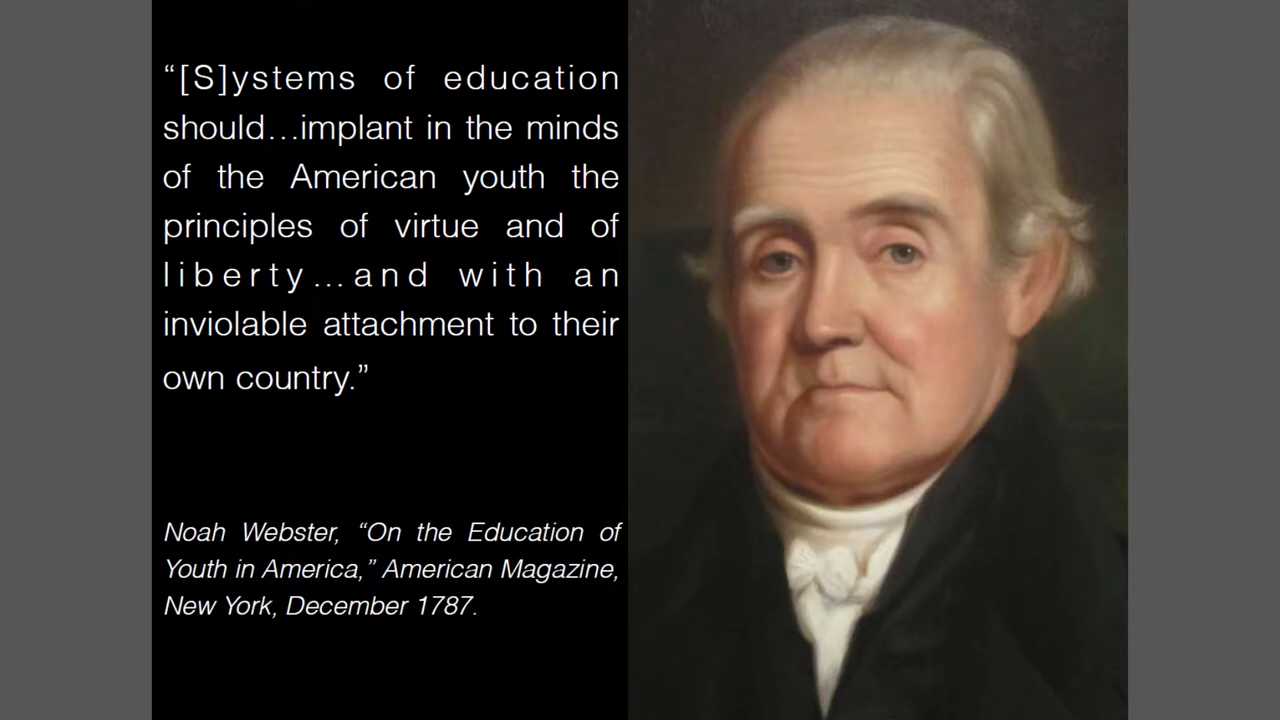 “[S]ystems of education
should…implant in the minds
of the American youth the
principles of virtue and of
liberty…and with an
inviolable attachment to their
own country.”
Noah Webster, “On the Education of
Youth in America,” American Magazine,
New York, December 1787.